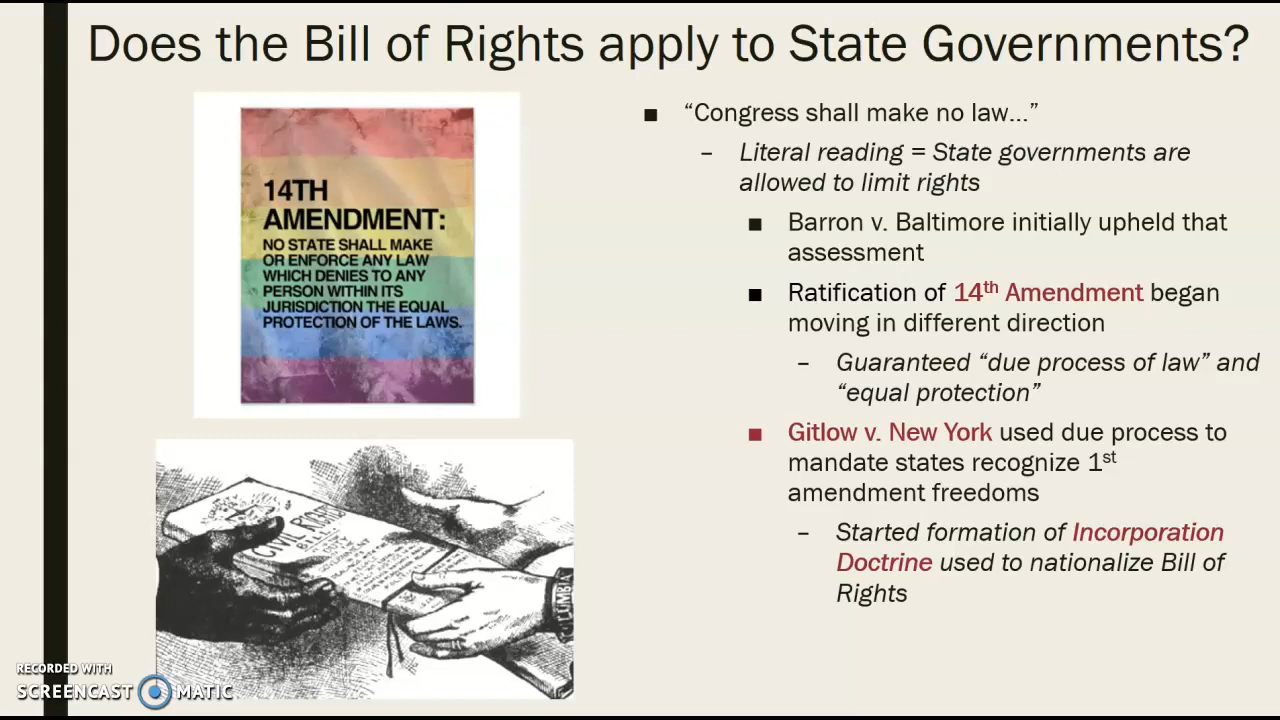 Does the Bill of Rights apply to State Governments?
14TH
AMENDMENT:
NO STATE SHALL MAKE
OR ENFORCE ANY LAW
WHICH DENIES TO ANY
PERSON WITHIN ITS
JURISDICTION THE EQUAL
PROTECTION OF THE LAWS.
CIVIL RIGHTS
BILL
COLUMBIA
■ “Congress shall make no law…”
– Literal reading = State governments are
allowed to limit rights
■ Barron v. Baltimore initially upheld that
assessment
■ Ratification of 14th Amendment began
moving in different direction
– Guaranteed “due process of law” and
“equal protection”
■ Gitlow v. New York used due process to
mandate states recognize 1st
amendment freedoms
– Started formation of Incorporation
Doctrine used to nationalize Bill of
Rights
RECORDED WITH
SCREENCAST MATIC